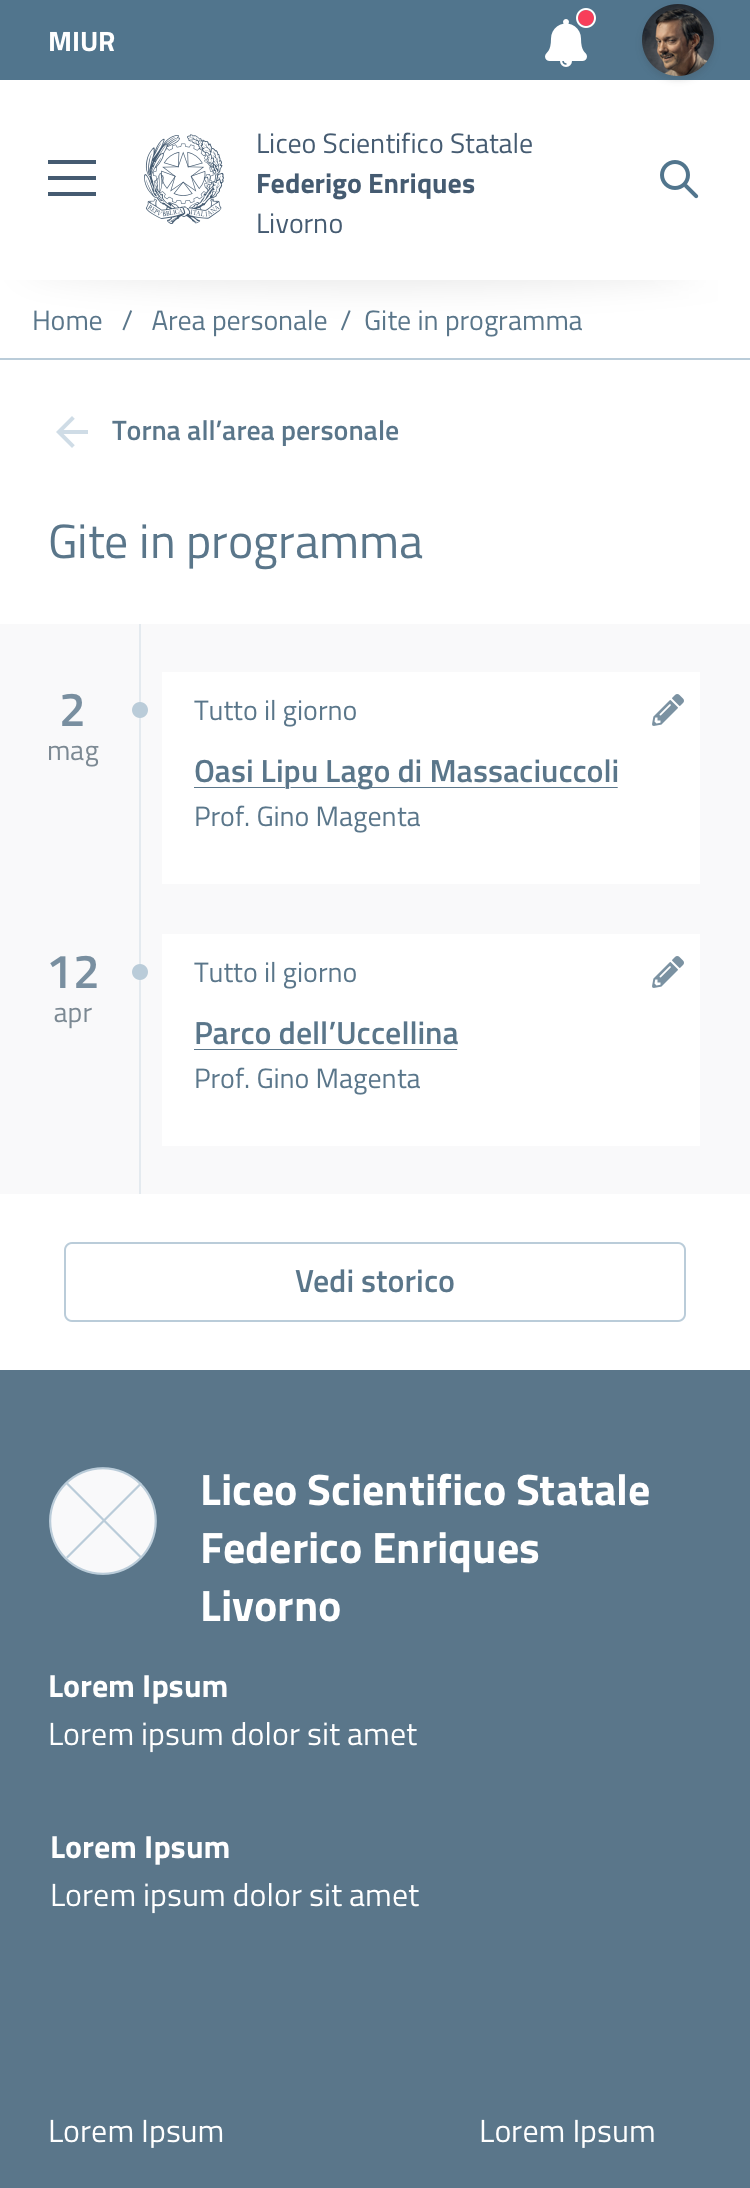 MIUR
Liceo Scientifico Statale
Federigo Enriques
Livorno
REPVBBLICA ITALIANA
Home / Area personale / Gite in programma
Torna all’area personale
Gite in programma
2
mag
Tutto il giorno
Oasi Lipu Lago di Massaciuccoli
Prof. Gino Magenta
12
apr
Tutto il giorno
Parco dell’Uccellina
Prof. Gino Magenta
Vedi storico
Liceo Scientifico Statale
Federico Enriques
Livorno
Lorem Ipsum
Lorem ipsum dolor sit amet
Lorem Ipsum
Lorem ipsum dolor sit amet
Lorem Ipsum
Lorem Ipsum